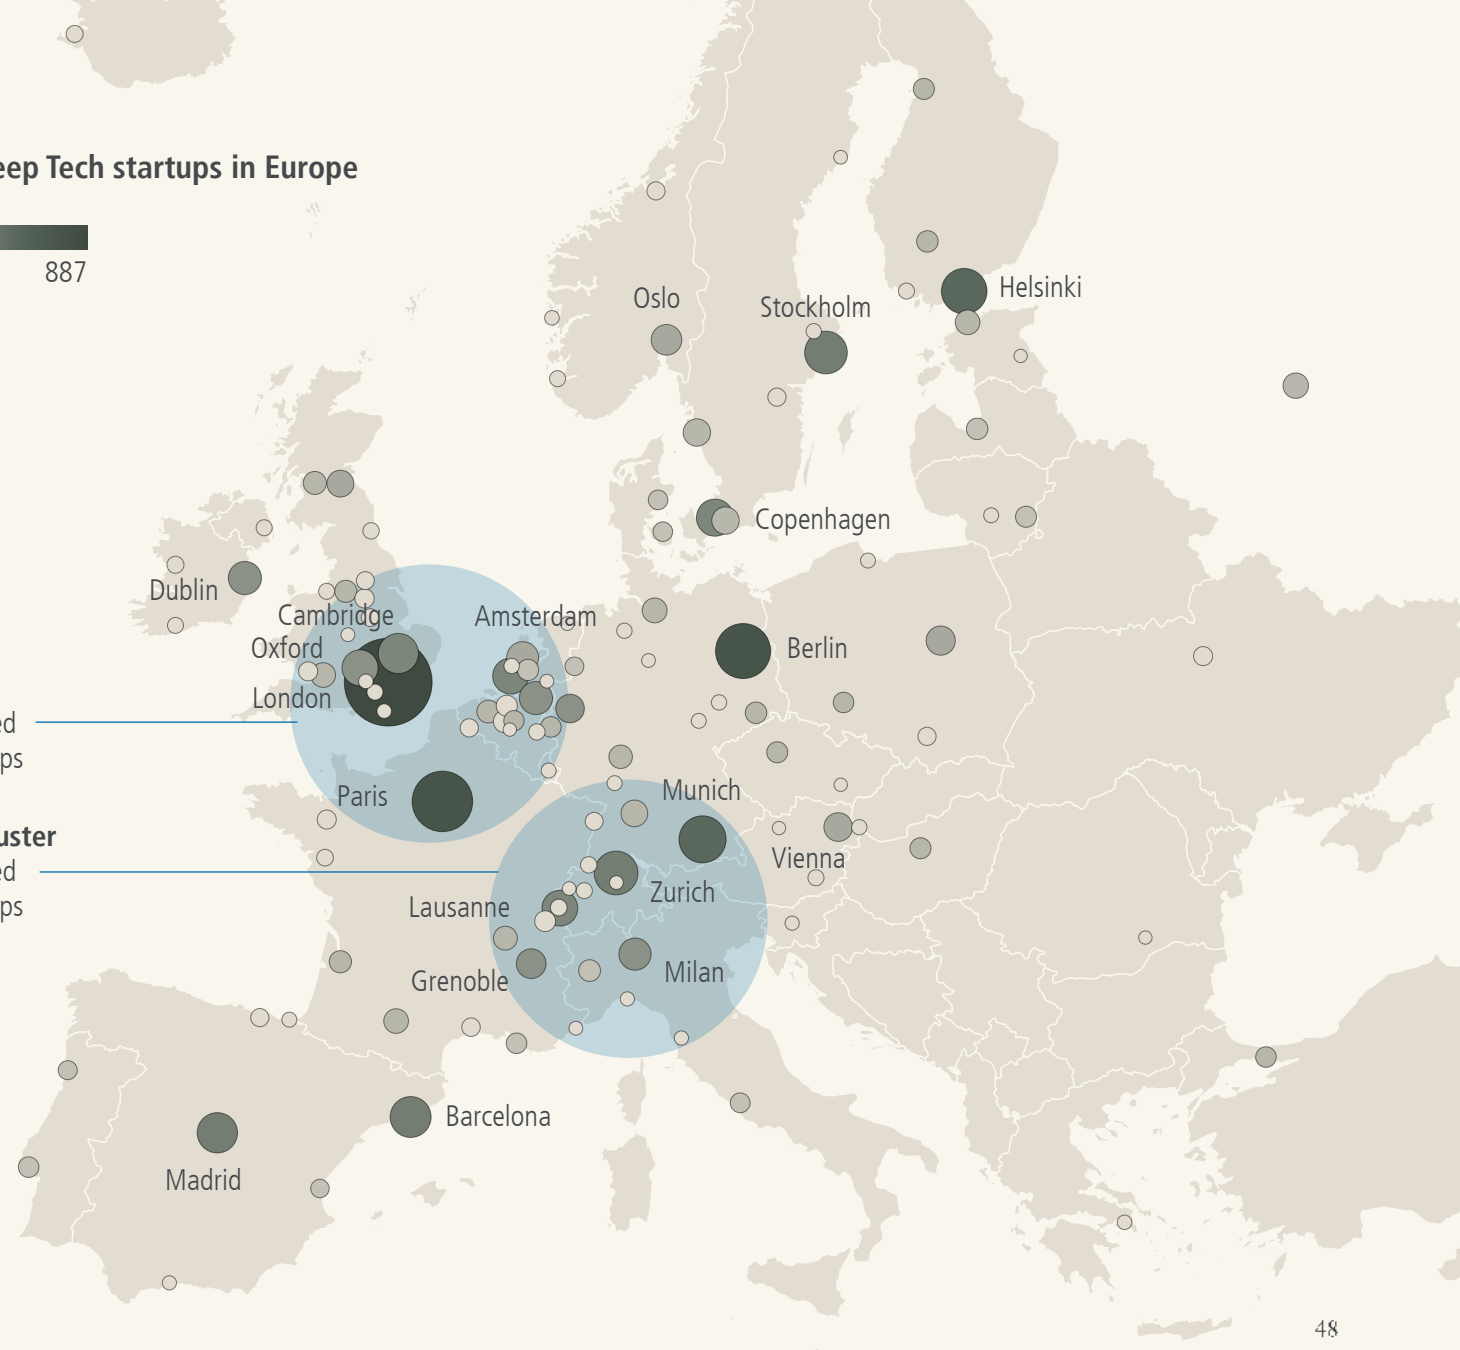 eep Tech startups in Europe
887
Oslo
Stockholm
Helsinki
Copenhagen
Dublin
Cambridge
Amsterdam
Oxford
Berlin
London
ed
ps
Paris
Munich
uster
Vienna
ed
Zurich
Lausanne
ps
Grenoble
Milan
Barcelona
Madrid
48